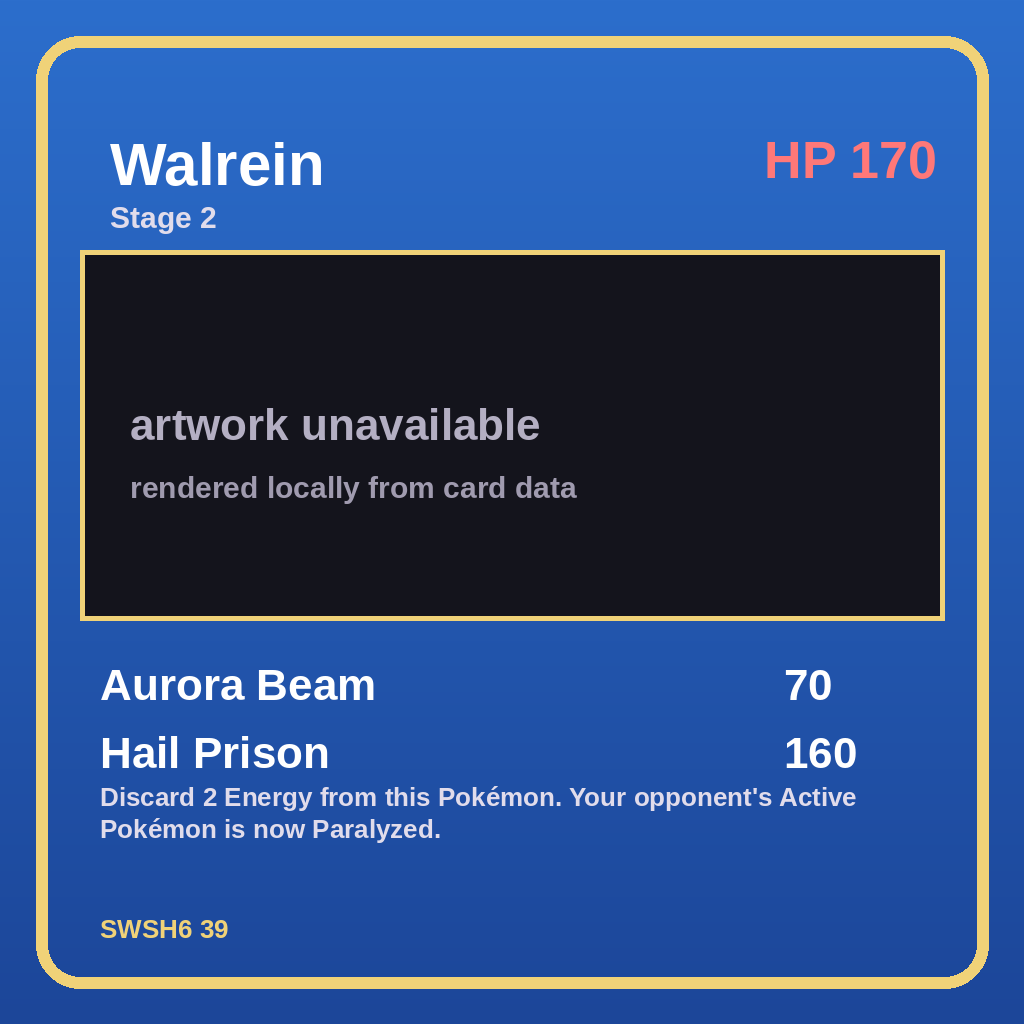 Walrein
HP 170
Stage 2
artwork unavailable
rendered locally from card data
Aurora Beam 70
Hail Prison 160
Discard 2 Energy from this Pokémon. Your opponent's Active
Pokémon is now Paralyzed.
SWSH6 39